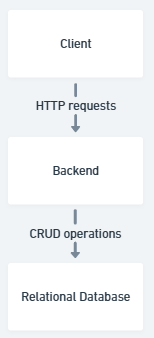 Client
HTTP requests
Backend
CRUD operations
Relational Database